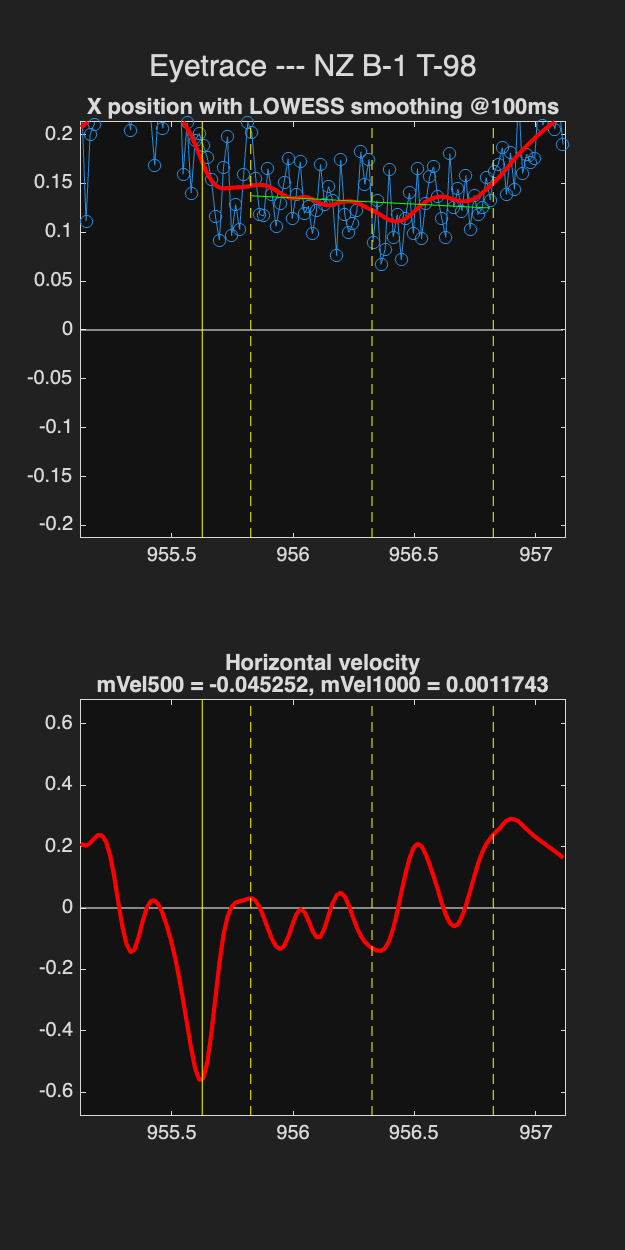 Eyetrace --- NZ B-1 T-98
X position with LOWESS smoothing @100ms
0.2
0.15
0.1
0.05
0
-0.05
-0.1
-0.15
-0.2
955.5 956 956.5 957
Horizontal velocity
mVel500 = -0.045252, mVel1000 = 0.0011743
0.6
0.4
0.2
0
-0.2
-0.4
-0.6
955.5 956 956.5 957